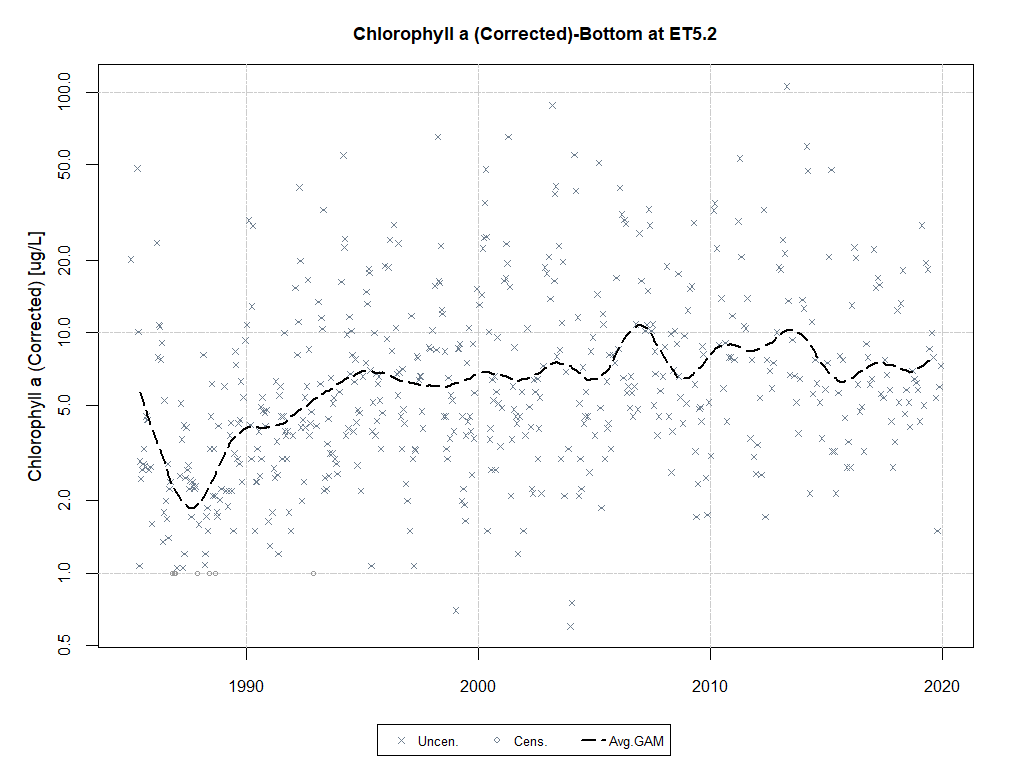 Chlorophyll a (Corrected)-Bottom at ET5.2
Chlorophyll a (Corrected) [ug/L]
100.0
50.0
20.0
10.0
5.0
2.0
1.0
0.5
1990 2000 2010 2020
Uncen. Cens. Avg.GAM